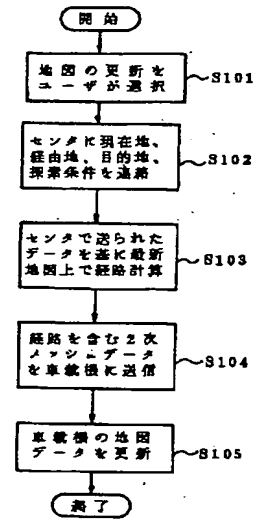 開始
地図の更新を
ユーザが選択
S101
センタに現在地、
経由地、目的地、
探索条件を連絡
S102
センタで送られた
データを基に最新
地図上で経路計算
S103
経路を含む2次
メッシュデータ
を車載機に送信
S104
車載機の地図
データを更新
S105
終了